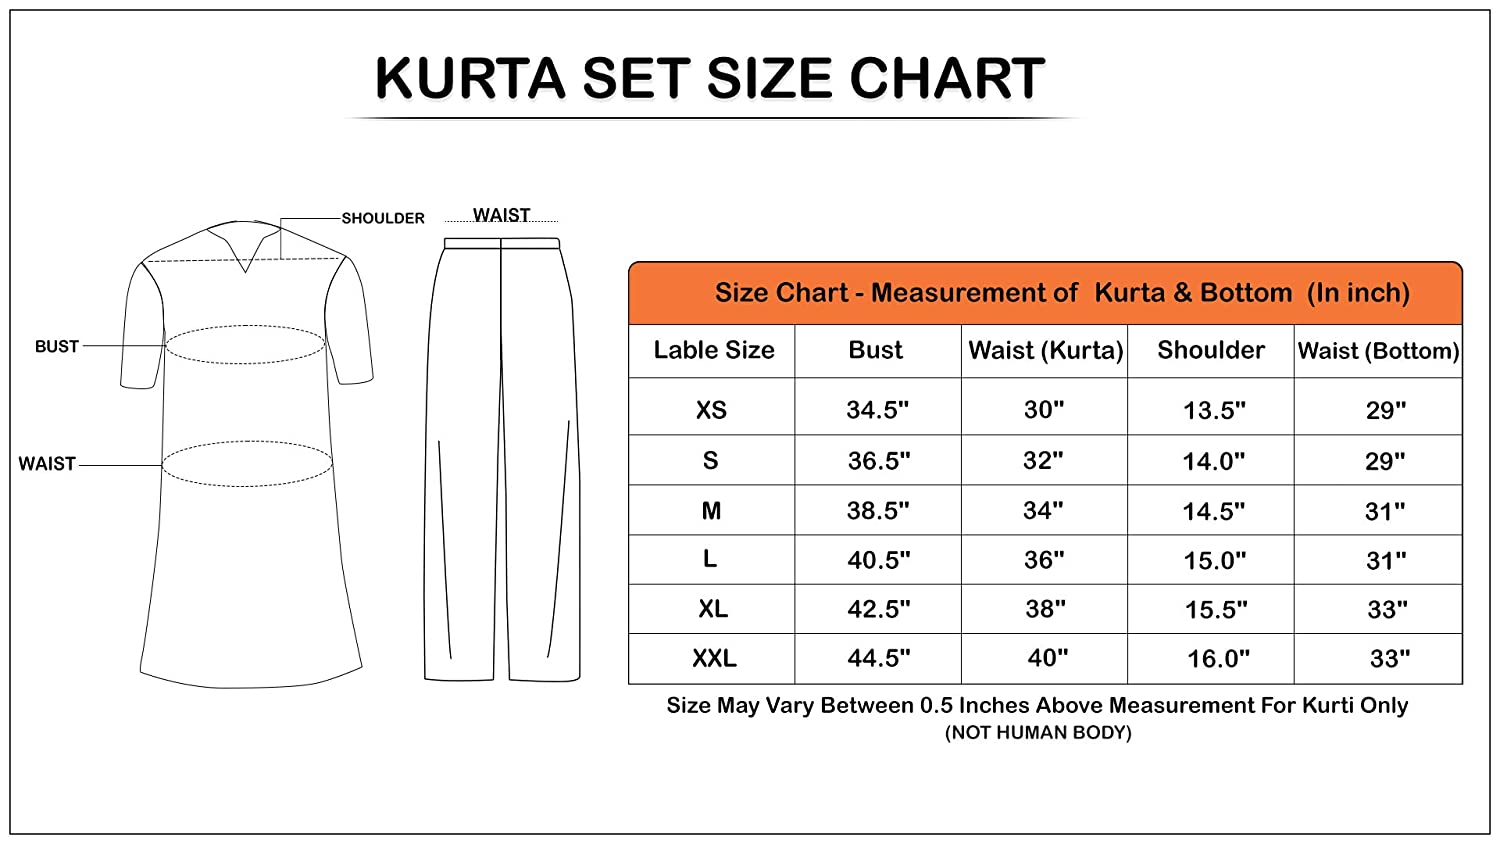 KURTA SET SIZE CHART
SHOULDER
WAIST
BUST
WAIST
Size Chart - Measurement of Kurta & Bottom (In inch)
Lable Size Bust Waist (Kurta) Shoulder Waist (Bottom)
XS 34.5" 30" 13.5" 29"
S 36.5" 32" 14.0" 29"
M 38.5" 34" 14.5" 31"
L 40.5" 36" 15.0" 31"
XL 42.5" 38" 15.5" 33"
XXL 44.5" 40" 16.0" 33"
Size May Vary Between 0.5 Inches Above Measurement For Kurti Only
(NOT HUMAN BODY)